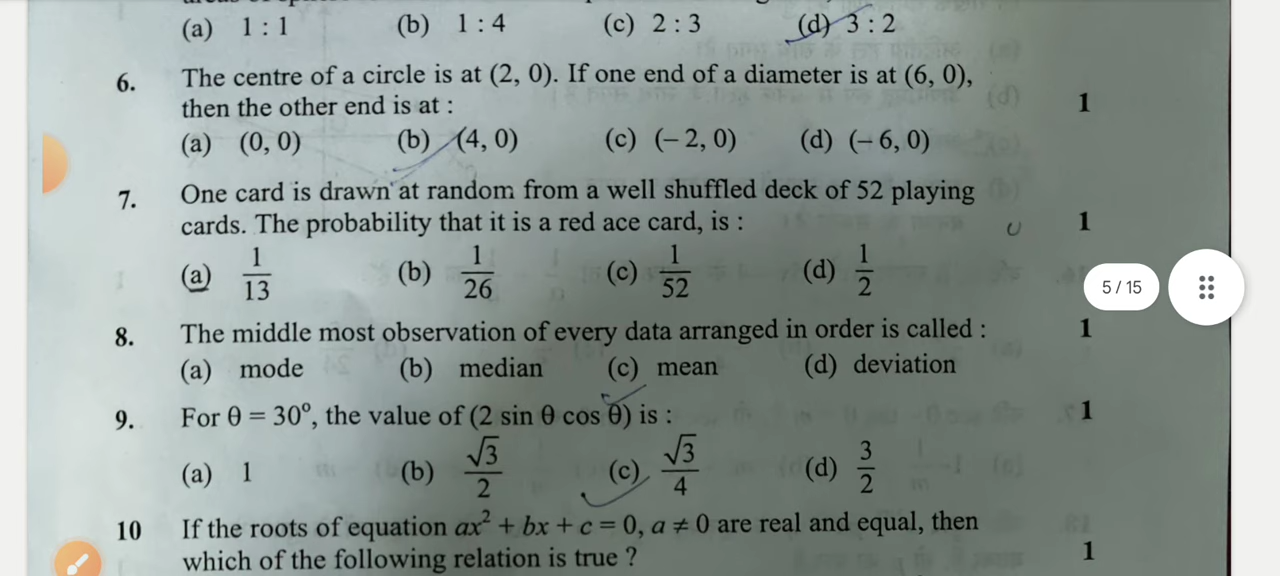 (a) 1 : 1 (b) 1 : 4 (c) 2 : 3 (d) 3 : 2
6. The centre of a circle is at (2, 0). If one end of a diameter is at (6, 0),
then the other end is at : 1
(a) (0, 0) (b) (4, 0) (c) (– 2, 0) (d) (– 6, 0)
7. One card is drawn at random from a well shuffled deck of 52 playing
cards. The probability that it is a red ace card, is : 1
(a) 1/13 (b) 1/26 (c) 1/52 (d) 1/2
5 / 15
8. The middle most observation of every data arranged in order is called : 1
(a) mode (b) median (c) mean (d) deviation
9. For θ = 30°, the value of (2 sin θ cos θ) is : 1
(a) 1 (b) √3/2 (c) √3/4 (d) 3/2
10 If the roots of equation ax² + bx + c = 0, a ≠ 0 are real and equal, then
which of the following relation is true ? 1